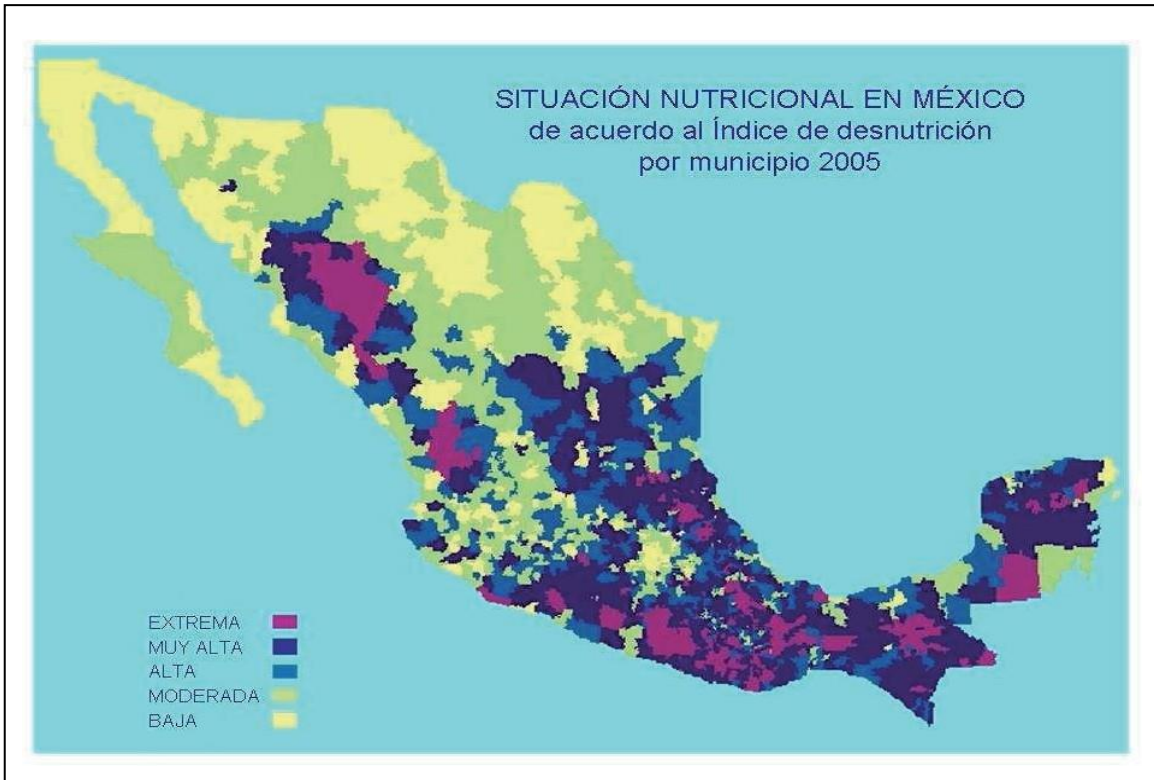 SITUACIÓN NUTRICIONAL EN MÉXICO
de acuerdo al Índice de desnutrición
por municipio 2005
EXTREMA
MUY ALTA
ALTA
MODERADA
BAJA